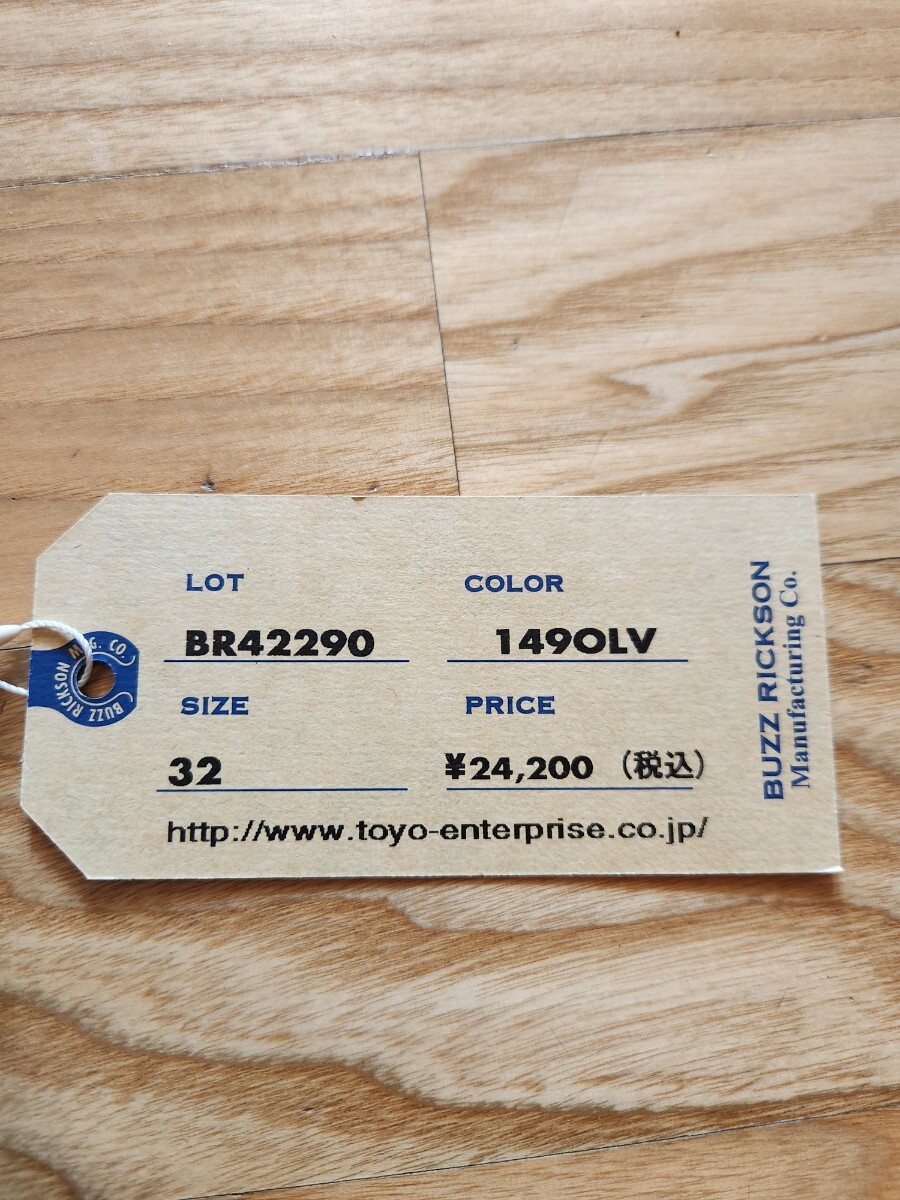 LOT COLOR
BR42290 149OLV
SIZE PRICE
32 ¥24,200 (税込)
http://www.toyo-enterprise.co.jp/
BUZZ RICKSON
Manufacturing Co.
BUZZ RICKSON
G. CO.